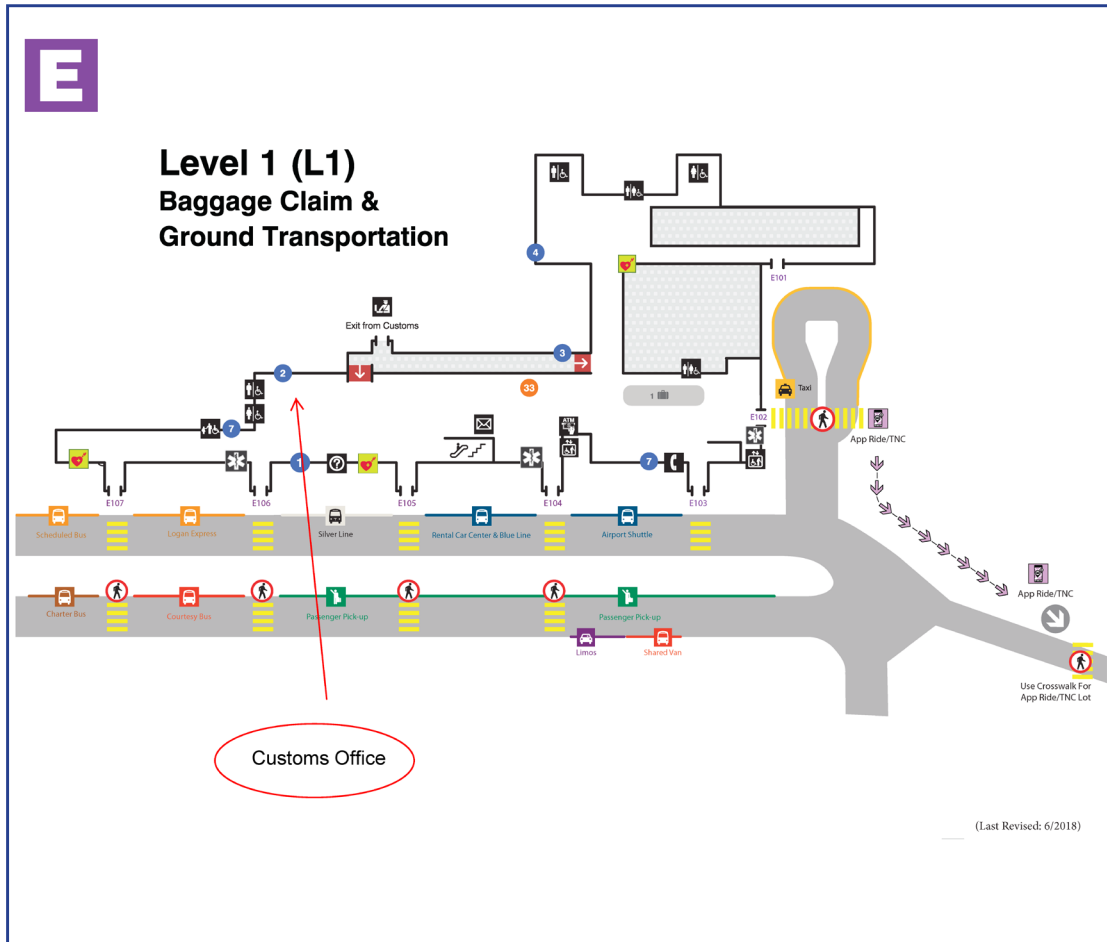 E
Level 1 (L1)
Baggage Claim &
Ground Transportation
4
E101
Exit from Customs
3
2
33
1
Taxi
E102
App Ride/TNC
7
ATM
1
?
7
E107
E106
E105
E104
E103
Scheduled Bus
Logan Express
Silver Line
Rental Car Center & Blue Line
Airport Shuttle
App Ride/TNC
Charter Bus
Courtesy Bus
Passenger Pick-up
Passenger Pick-up
Limos
Shared Van
Use Crosswalk For
App Ride/TNC Lot
Customs Office
(Last Revised: 6/2018)